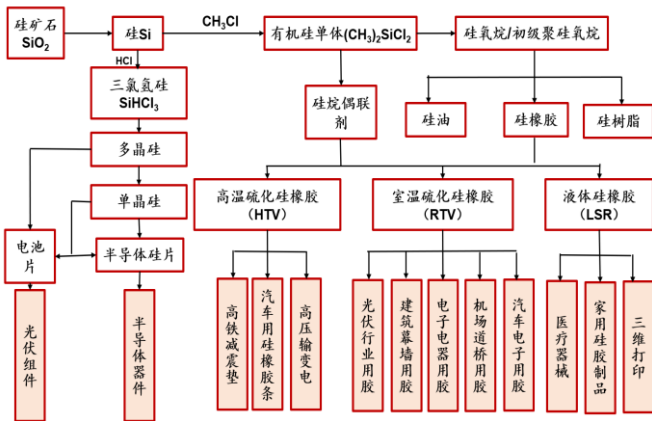 硅矿石
SiO2
硅Si
CH3Cl
有机硅单体(CH3)2SiCl2
硅氧烷/初级聚硅氧烷
HCl
三氯氢硅
SiHCl3
硅烷偶联
剂
硅油
硅橡胶
硅树脂
多晶硅
单晶硅
高温硫化硅橡胶
（HTV）
室温硫化硅橡胶
（RTV）
液体硅橡胶
（LSR）
电池
片
半导体硅片
光伏组件
半导体器件
高铁减震垫
汽车用硅橡胶条
高压输变电
光伏行业用胶
建筑幕墙用胶
电子电器用胶
机场道桥用胶
汽车电子用胶
医疗器械
家用硅胶制品
三维打印